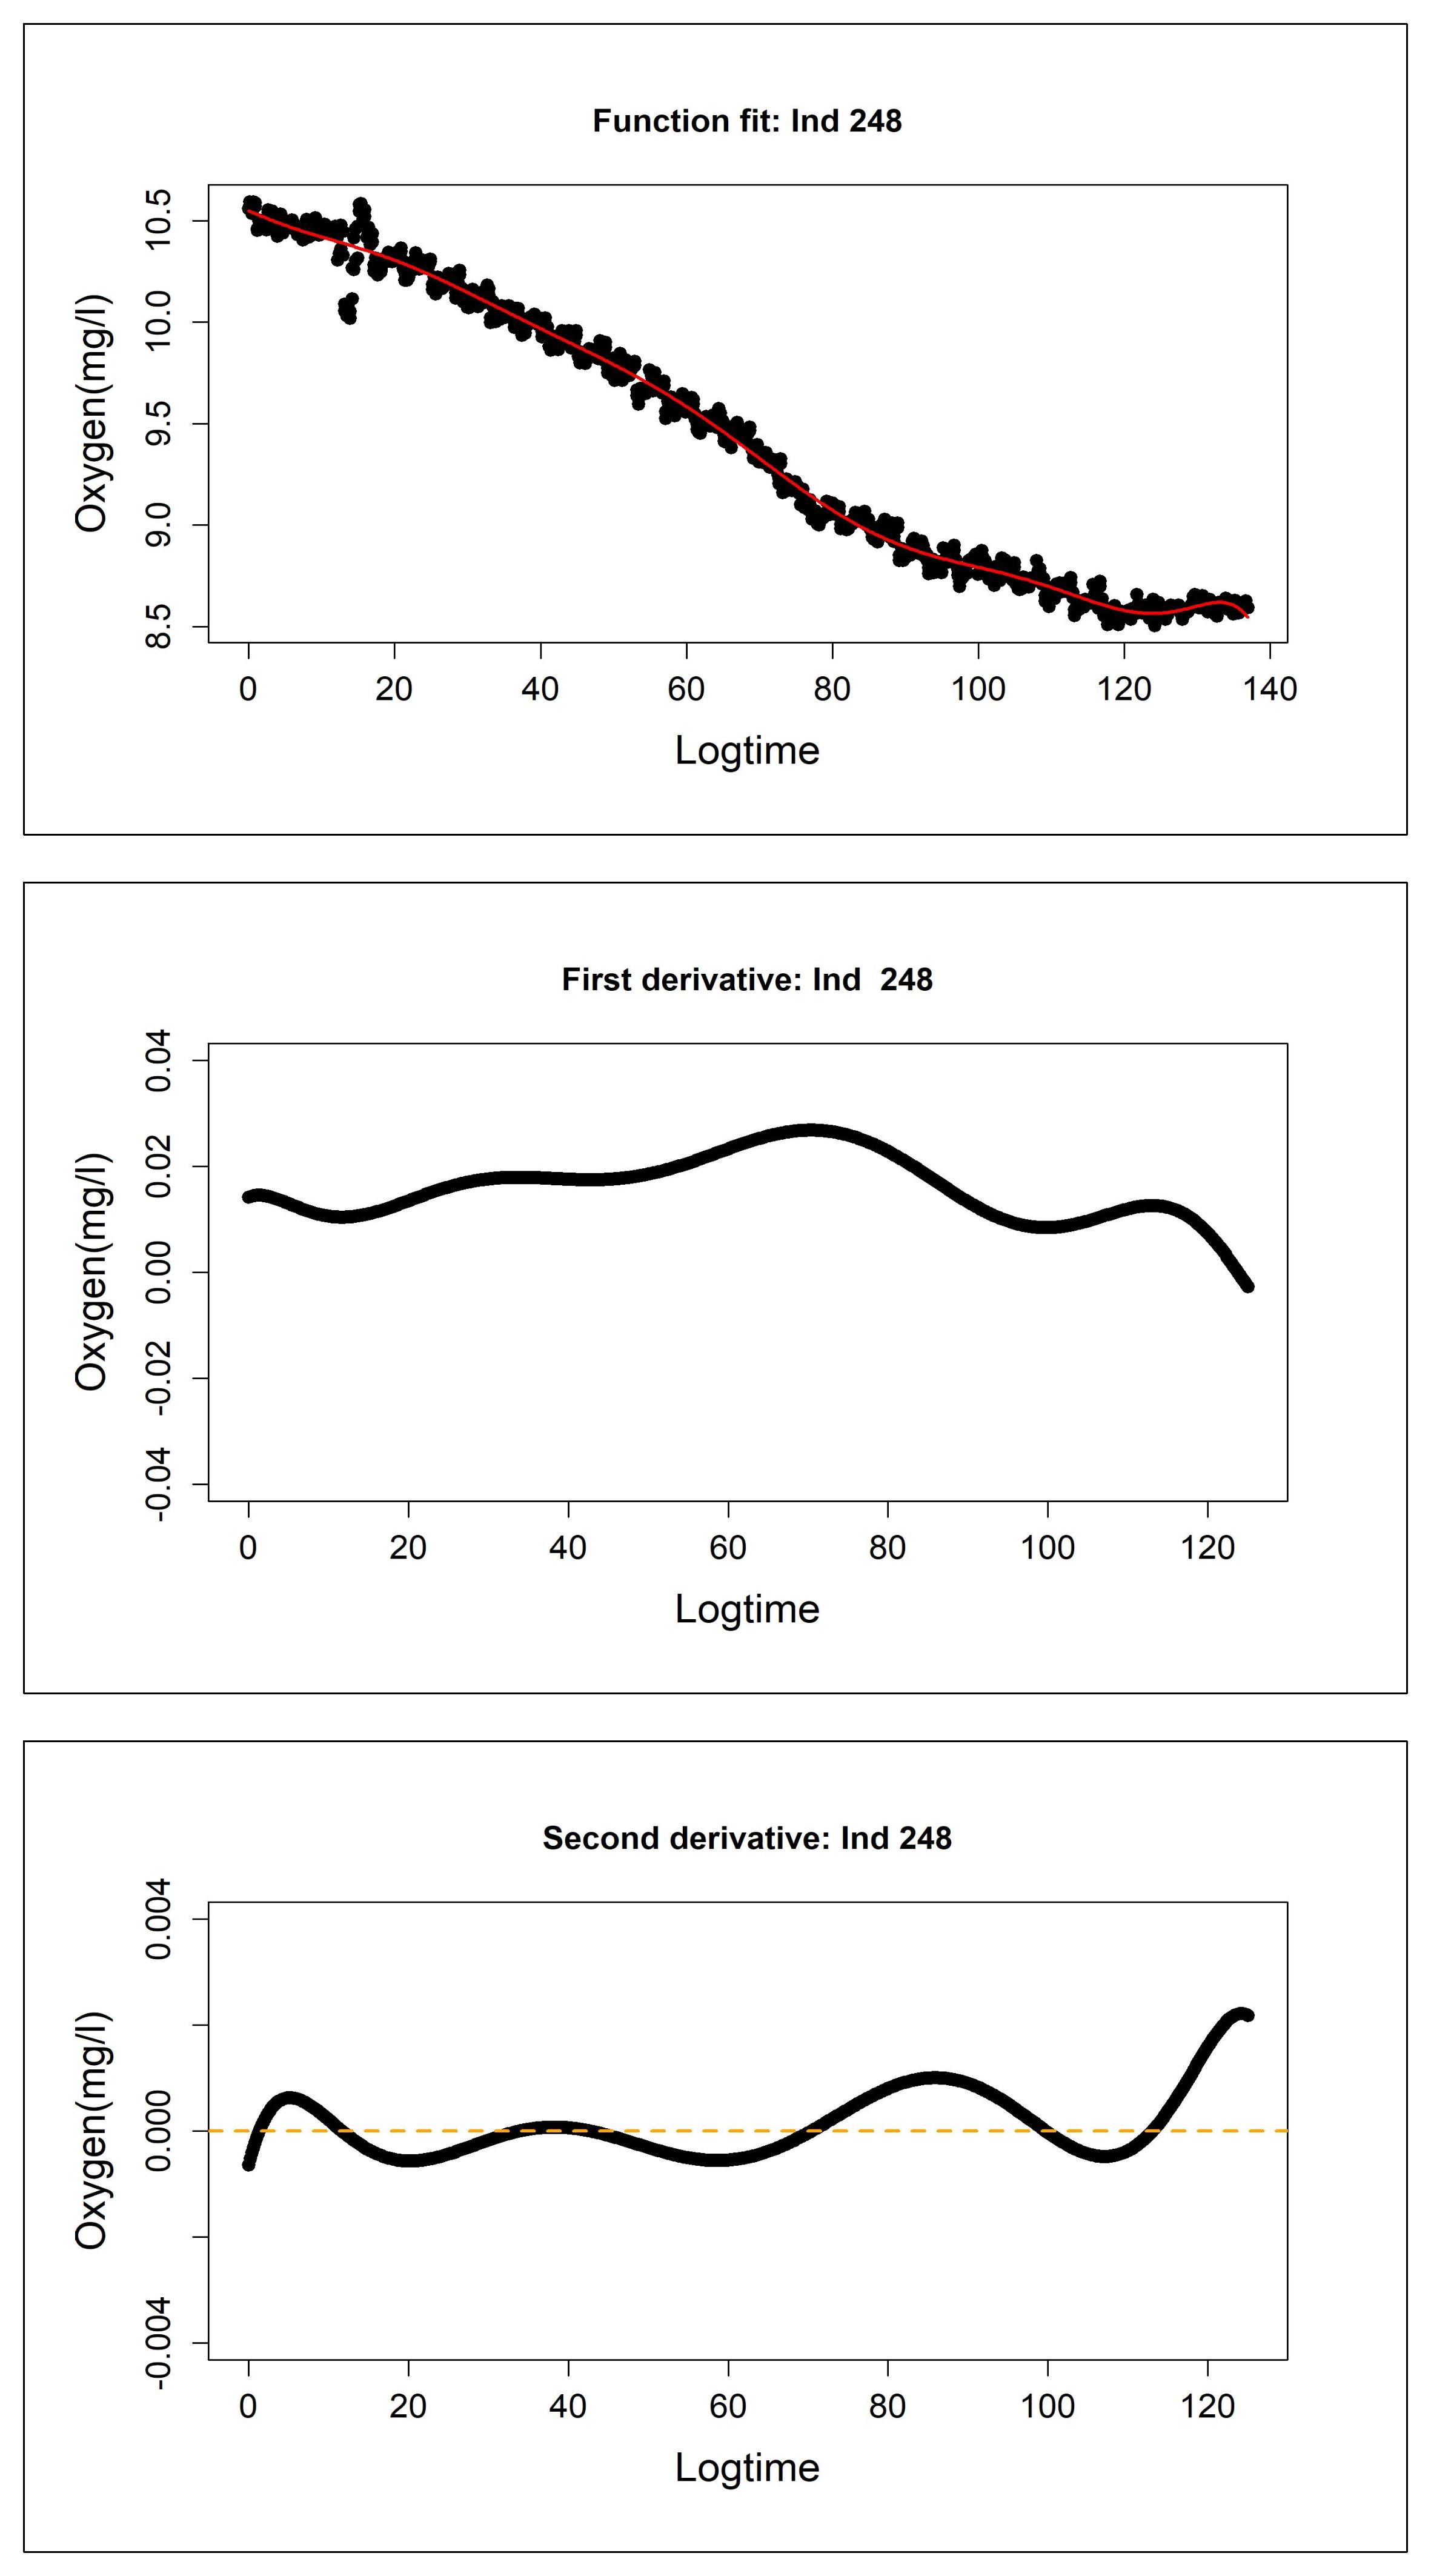 Function fit: Ind 248
Oxygen(mg/l)
10.5
10.0
9.5
9.0
8.5
0 20 40 60 80 100 120 140
Logtime
First derivative: Ind  248
Oxygen(mg/l)
0.04
0.02
0.00
-0.02
-0.04
0 20 40 60 80 100 120
Logtime
Second derivative: Ind 248
Oxygen(mg/l)
0.004
0.000
-0.004
0 20 40 60 80 100 120
Logtime